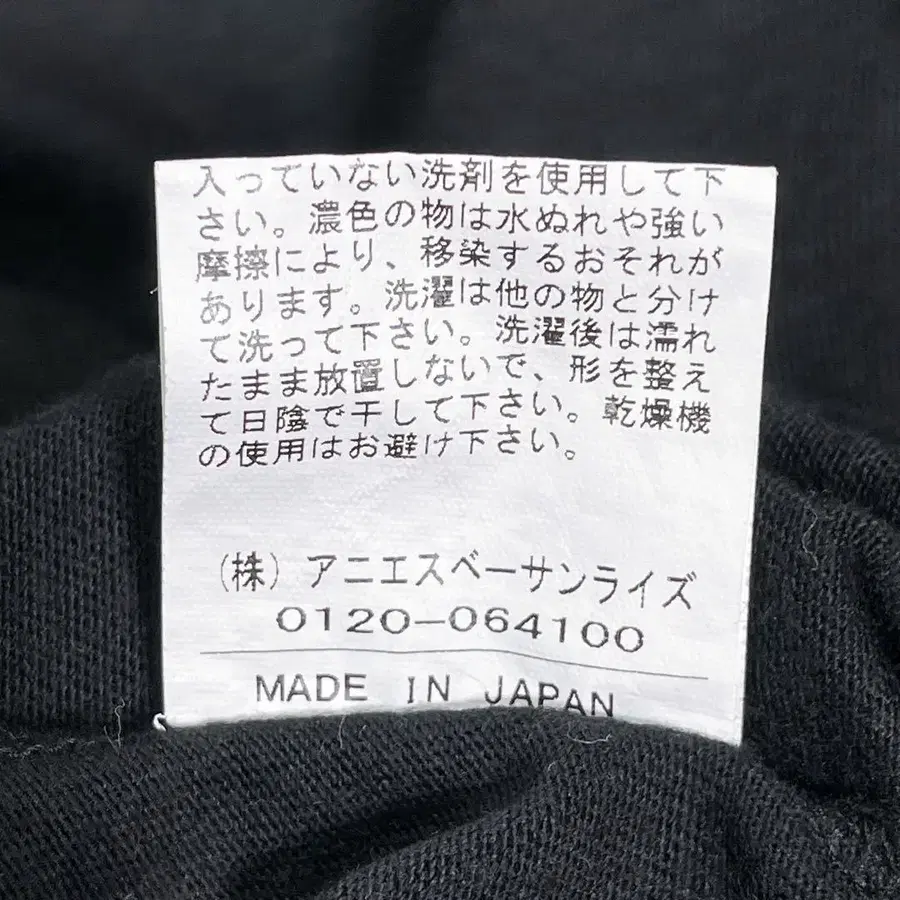 入っていない洗剤を使用して下
さい。濃色の物は水ぬれや強い
摩擦により、移染するおそれが
あります。洗濯は他の物と分け
て洗って下さい。洗濯後は濡れ
たまま放置しないで、形を整え
て日陰で干して下さい。乾燥機
の使用はお避け下さい。
(株)アニエスベーサンライズ
0120-064100
MADE IN JAPAN